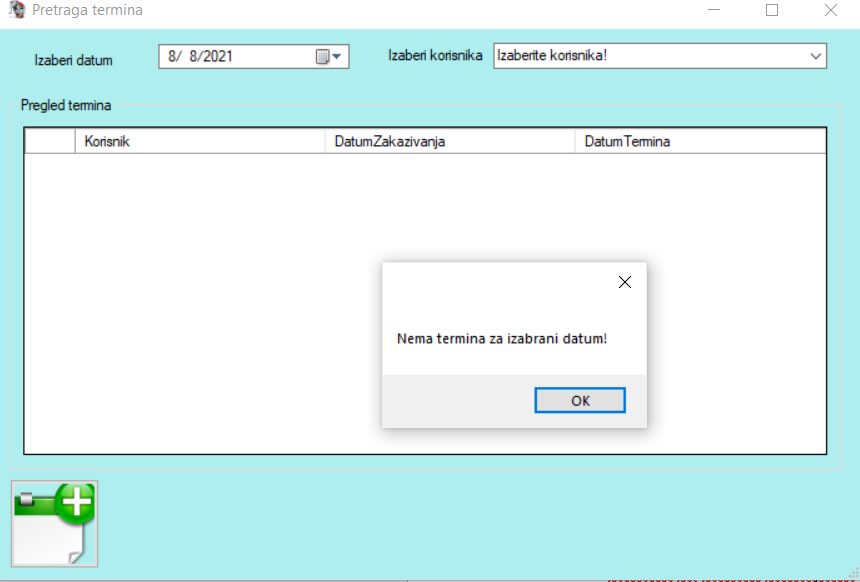 Pretraga termina
Izaberi datum
8/ 8/2021
Izaberi korisnika
Izaberite korisnika!
Pregled termina
Korisnik
DatumZakazivanja
DatumTermina
Nema termina za izabrani datum!
OK